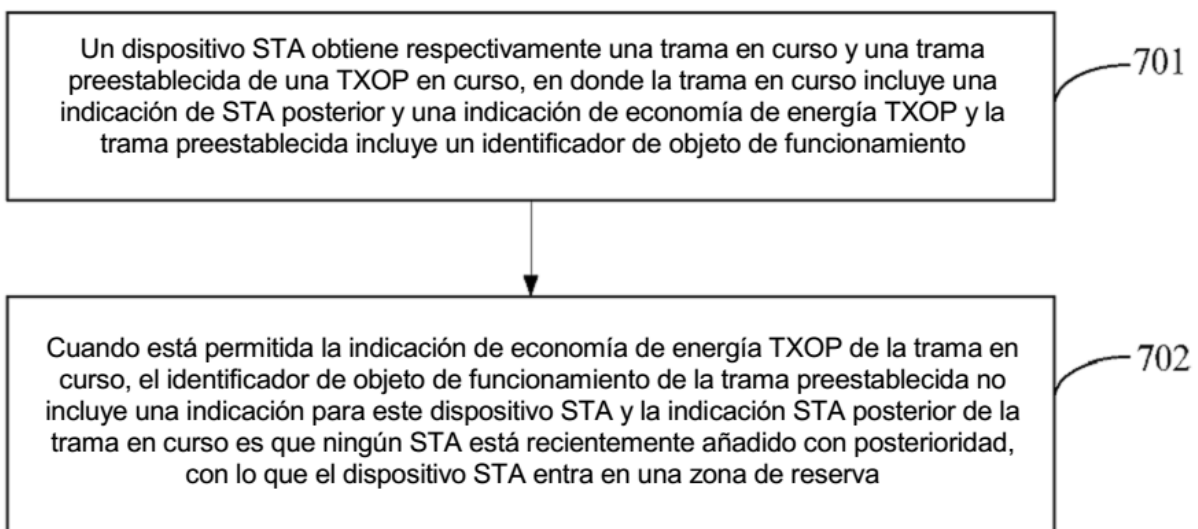 Un dispositivo STA obtiene respectivamente una trama en curso y una trama
preestablecida de una TXOP en curso, en donde la trama en curso incluye una
indicación de STA posterior y una indicación de economía de energía TXOP y la
trama preestablecida incluye un identificador de objeto de funcionamiento
701
Cuando está permitida la indicación de economía de energía TXOP de la trama en
curso, el identificador de objeto de funcionamiento de la trama preestablecida no
incluye una indicación para este dispositivo STA y la indicación STA posterior de la
trama en curso es que ningún STA está recientemente añadido con posterioridad,
con lo que el dispositivo STA entra en una zona de reserva
702